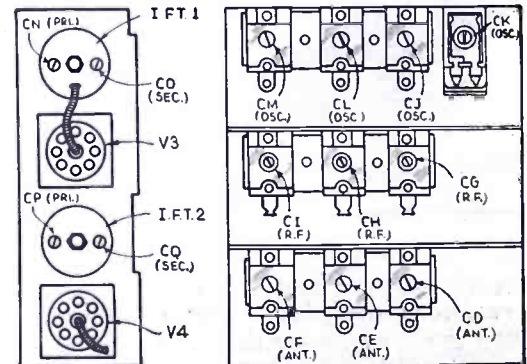 I.FT.1
CN (PRI.)
CO
(SEC.)
V3
CP (PRI.)
I.F.T.2
CQ
(SEC.)
V4
CK
(OSC.)
CM
(OSC.)
CL
(OSC)
CJ
(OSC.)
CG
(R.F.)
CI
(R.F.)
CH
(R.F.)
CD
(ANT.)
CF
(ANT.)
CE
(ANT.)